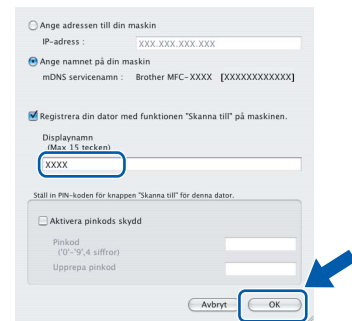 Ange adressen till din maskin
IP-adress : XXX.XXX.XXX.XXX
Ange namnet på din maskin
mDNS servicenamn : Brother MFC-XXXX [XXXXXXXXXXXX]
Registrera din dator med funktionen "Skanna till" på maskinen.
Displaynamn
(Max 15 tecken)
XXXX
Ställ in PIN-koden för knappen "Skanna till" för denna dator.
Aktivera pinkods skydd
Pinkod
('0'-'9',4 siffror)
Upprepa pinkod
Avbryt OK